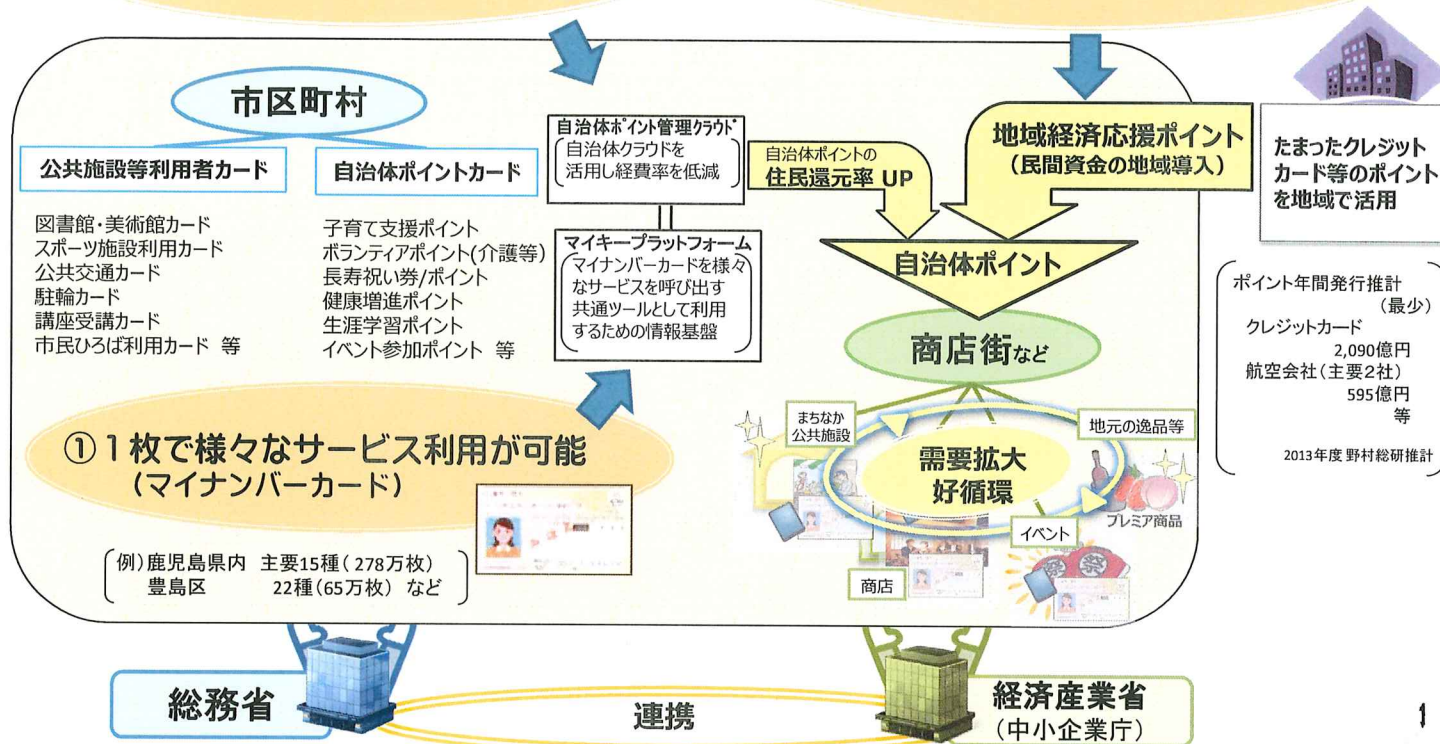 市区町村
公共施設等利用者カード
図書館・美術館カード
スポーツ施設利用カード
公共交通カード
駐輪カード
講座受講カード
市民ひろば利用カード 等
自治体ポイントカード
子育て支援ポイント
ボランティアポイント(介護等)
長寿祝い券/ポイント
健康増進ポイント
生涯学習ポイント
イベント参加ポイント 等
自治体ポイント管理クラウド
自治体クラウドを
活用し経費率を低減
マイキープラットフォーム
マイナンバーカードを様々
なサービスを呼び出す
共通ツールとして利用
するための情報基盤
自治体ポイントの
住民還元率 UP
地域経済応援ポイント
(民間資金の地域導入)
自治体ポイント
たまったクレジット
カード等のポイント
を地域で活用
ポイント年間発行推計
(最少)
クレジットカード
2,090億円
航空会社(主要2社)
595億円
等
2013年度 野村総研推計
商店街など
まちなか
公共施設
地元の逸品等
需要拡大
好循環
プレミア商品
イベント
商店
祭
祭
①1枚で様々なサービス利用が可能
(マイナンバーカード)
例)鹿児島県内 主要15種(278万枚)
豊島区 22種(65万枚) など
総務省
連携
経済産業省
(中小企業庁)
1